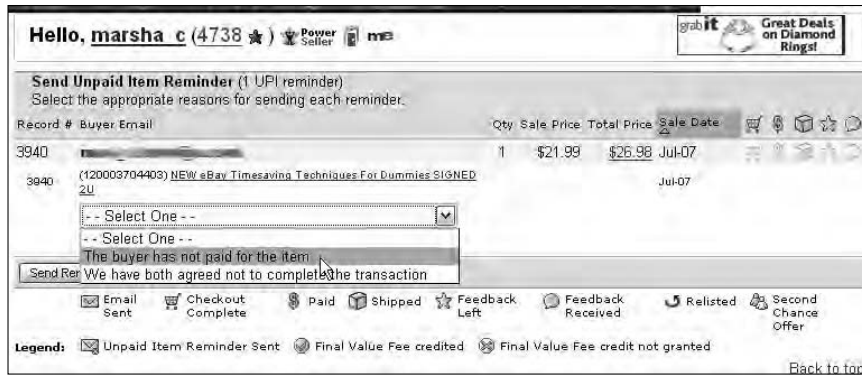 grab it Great Deals on Diamond Rings!
Hello, marsha_c (4738 ) Power Seller me
Send Unpaid Item Reminder (1 UPI reminder)
Select the appropriate reasons for sending each reminder.
Record # Buyer Email Qty Sale Price Total Price Sale Date
3940 1 $21.99 $26.98 Jul-07
3940 (120003704403) NEW eBay Timesaving Techniques For Dummies SIGNED 2U Jul-07
- - Select One - -
- - Select One - -
The buyer has not paid for the item
We have both agreed not to complete the transaction
Send Rem
Email Sent Checkout Complete Paid Shipped Feedback Left Feedback Received Relisted Second Chance Offer
Legend: Unpaid Item Reminder Sent Final Value Fee credited Final Value Fee credit not granted
Back to top